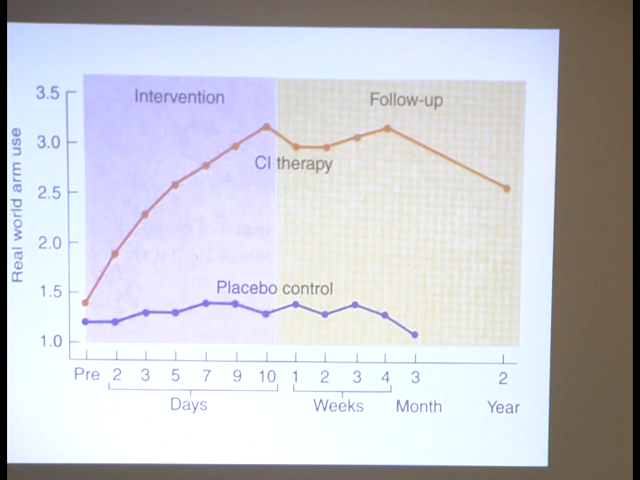 Intervention
Follow-up
Real world arm use
3.5
3.0
2.5
2.0
1.5
1.0
CI therapy
Placebo control
Pre 2 3 5 7 9 10 1 2 3 4 3 2
Days Weeks Month Year